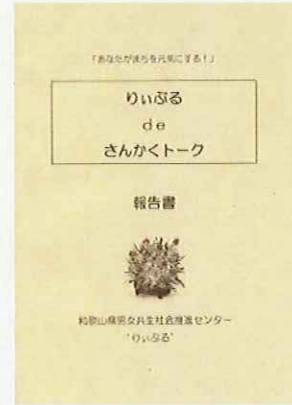 「あなたがまちを元気にする！」
りぃぶる
de
さんかくトーク
報告書
和歌山県男女共生社会推進センター
'りぃぶる'